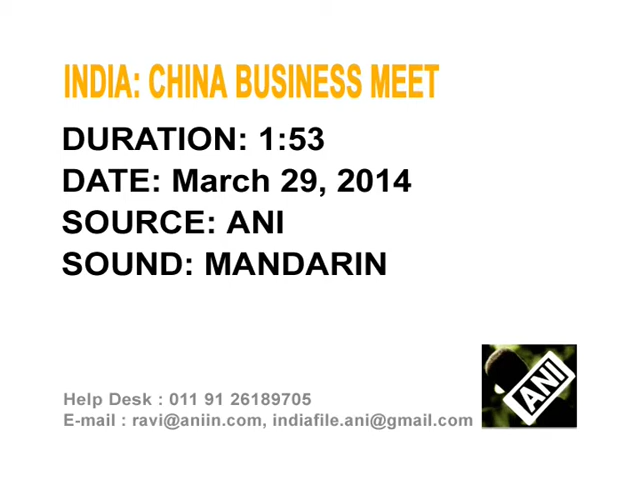 INDIA: CHINA BUSINESS MEET
DURATION: 1:53
DATE: March 29, 2014
SOURCE: ANI
SOUND: MANDARIN
Help Desk : 011 91 26189705
E-mail : ravi@aniin.com, indiafile.ani@gmail.com
ANI